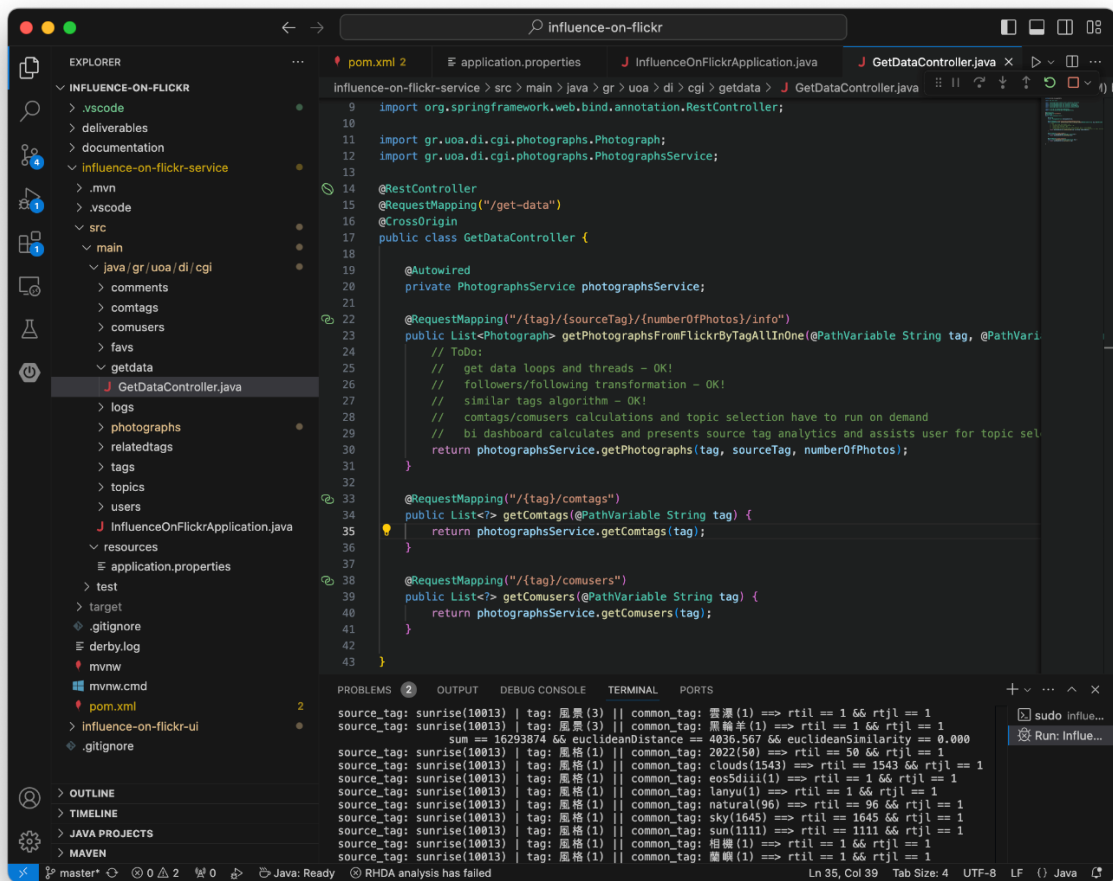 influence-on-flickr
EXPLORER
INFLUENCE-ON-FLICKR
.vscode
deliverables
documentation
influence-on-flickr-service
.mvn
.vscode
src
main
java/gr/uoa/di/cgi
comments
comtags
comusers
favs
getdata
J GetDataController.java
logs
photographs
relatedtags
tags
topics
users
J InfluenceOnFlickrApplication.java
resources
application.properties
test
target
.gitignore
derby.log
mvnw
mvnw.cmd
pom.xml 2
influence-on-flickr-ui
.gitignore
OUTLINE
TIMELINE
JAVA PROJECTS
MAVEN
4
1
1
pom.xml 2
application.properties
J InfluenceOnFlickrApplication.java
J GetDataController.java
influence-on-flickr-service > src > main > java > gr > uoa > di > cgi > getdata > J GetDataController.java
9 import org.springframework.web.bind.annotation.RestController;
10
11 import gr.uoa.di.cgi.photographs.Photograph;
12 import gr.uoa.di.cgi.photographs.PhotographsService;
13
14 @RestController
15 @RequestMapping("/get-data")
16 @CrossOrigin
17 public class GetDataController {
18
19 @Autowired
20 private PhotographsService photographsService;
21
22 @RequestMapping("/{tag}/{sourceTag}/{numberOfPhotos}/info")
23 public List<Photograph> getPhotographsFromFlickrByTagAllInOne(@PathVariable String tag, @PathVari
24 // ToDo:
25 // get data loops and threads - OK!
26 // followers/following transformation - OK!
27 // similar tags algorithm - OK!
28 // comtags/comusers calculations and topic selection have to run on demand
29 // bi dashboard calculates and presents source tag analytics and assists user for topic sel
30 return photographsService.getPhotographs(tag, sourceTag, numberOfPhotos);
31 }
32
33 @RequestMapping("/{tag}/comtags")
34 public List<?> getComtags(@PathVariable String tag) {
35 return photographsService.getComtags(tag);
36 }
37
38 @RequestMapping("/{tag}/comusers")
39 public List<?> getComusers(@PathVariable String tag) {
40 return photographsService.getComusers(tag);
41 }
42
43 }
PROBLEMS 2 OUTPUT DEBUG CONSOLE TERMINAL PORTS
source_tag: sunrise(10013) | tag: 風景(3) || common_tag: 雲瀑(1) ==> rtil == 1 && rtjl == 1
source_tag: sunrise(10013) | tag: 風景(3) || common_tag: 黑輪羊(1) ==> rtil == 1 && rtjl == 1
sum == 16293874 && euclideanDistance == 4036.567 && euclideanSimilarity == 0.000
source_tag: sunrise(10013) | tag: 風格(1) || common_tag: 2022(50) ==> rtil == 50 && rtjl == 1
source_tag: sunrise(10013) | tag: 風格(1) || common_tag: clouds(1543) ==> rtil == 1543 && rtjl == 1
source_tag: sunrise(10013) | tag: 風格(1) || common_tag: eos5diii(1) ==> rtil == 1 && rtjl == 1
source_tag: sunrise(10013) | tag: 風格(1) || common_tag: lanyu(1) ==> rtil == 1 && rtjl == 1
source_tag: sunrise(10013) | tag: 風格(1) || common_tag: natural(96) ==> rtil == 96 && rtjl == 1
source_tag: sunrise(10013) | tag: 風格(1) || common_tag: sky(1645) ==> rtil == 1645 && rtjl == 1
source_tag: sunrise(10013) | tag: 風格(1) || common_tag: sun(1111) ==> rtil == 1111 && rtjl == 1
source_tag: sunrise(10013) | tag: 風格(1) || common_tag: 相機(1) ==> rtil == 1 && rtjl == 1
source_tag: sunrise(10013) | tag: 風格(1) || common_tag: 蘭嶼(1) ==> rtil == 1 && rtjl == 1
sudo influe...
Run: Influe...
master* 0 2 0 Java: Ready RHDA analysis has failed Ln 35, Col 39 Tab Size: 4 UTF-8 LF {} Java